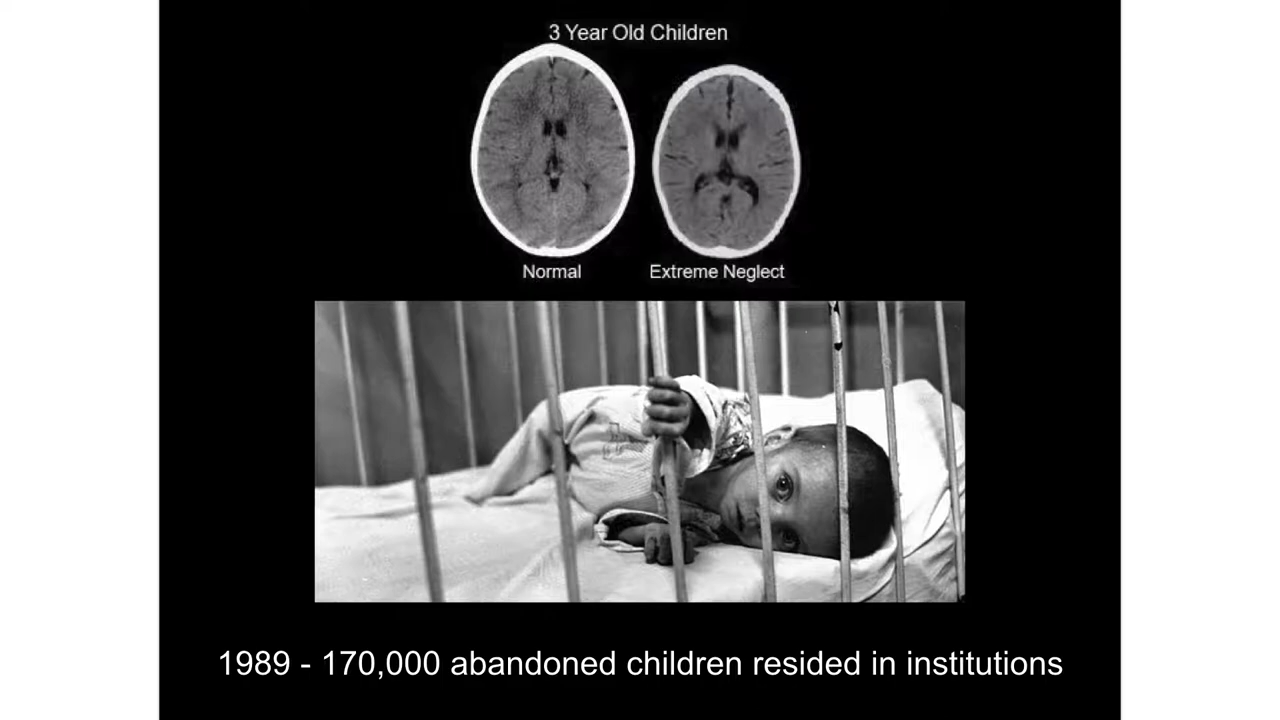 3 Year Old Children
Normal
Extreme Neglect
1989 - 170,000 abandoned children resided in institutions